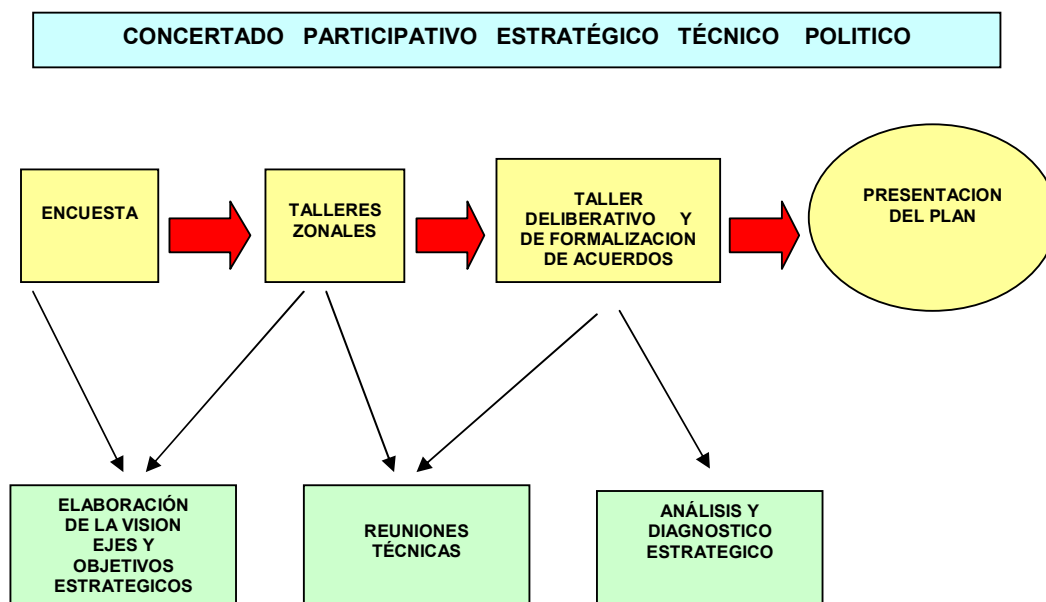 CONCERTADO PARTICIPATIVO ESTRATÉGICO TÉCNICO POLITICO
ENCUESTA
TALLERES
ZONALES
TALLER
DELIBERATIVO Y
DE FORMALIZACION
DE ACUERDOS
PRESENTACION
DEL PLAN
ELABORACIÓN
DE LA VISION
EJES Y
OBJETIVOS
ESTRATEGICOS
REUNIONES
TÉCNICAS
ANÁLISIS Y
DIAGNOSTICO
ESTRATEGICO